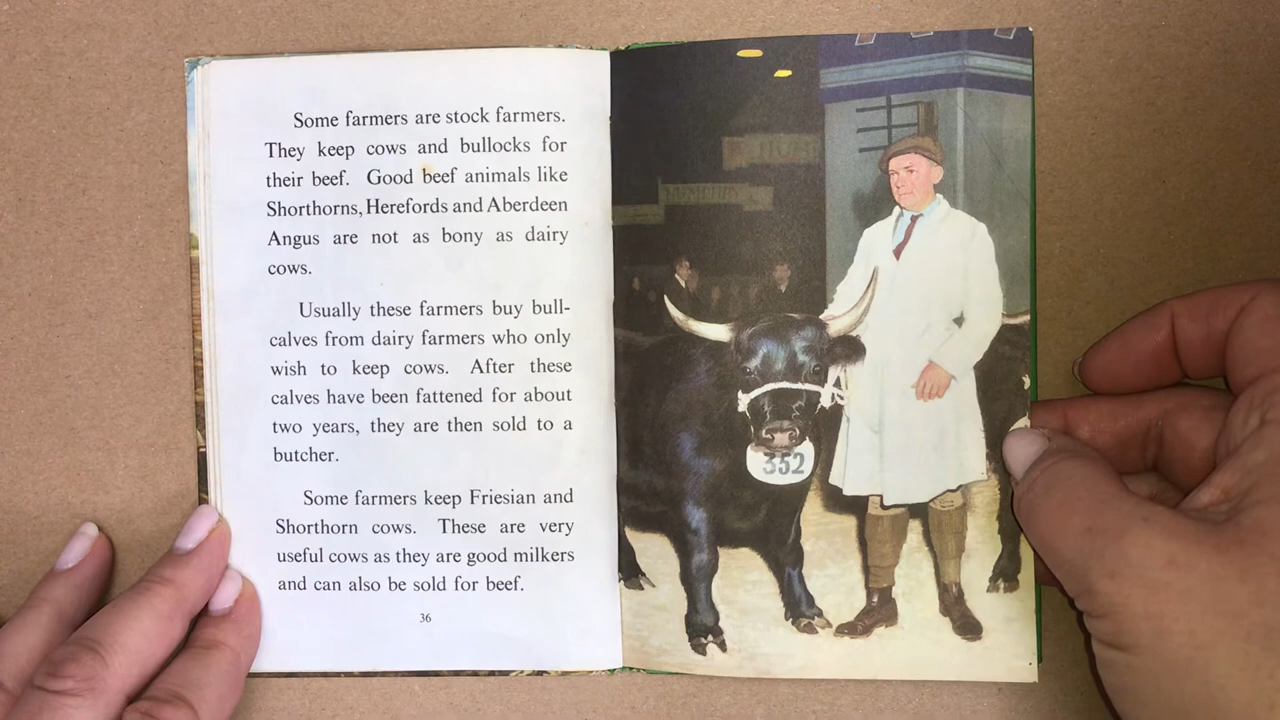 Some farmers are stock farmers.
They keep cows and bullocks for
their beef. Good beef animals like
Shorthorns, Herefords and Aberdeen
Angus are not as bony as dairy
cows.
Usually these farmers buy bull-
calves from dairy farmers who only
wish to keep cows. After these
calves have been fattened for about
two years, they are then sold to a
butcher.
Some farmers keep Friesian and
Shorthorn cows. These are very
useful cows as they are good milkers
and can also be sold for beef.
36
352